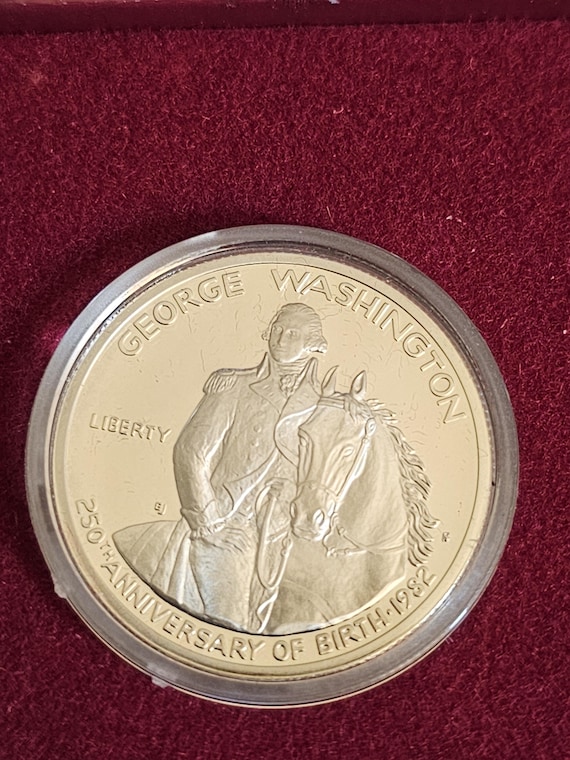 GEORGE WASHINGTON
LIBERTY
EJ
250TH ANNIVERSARY OF BIRTH·1982